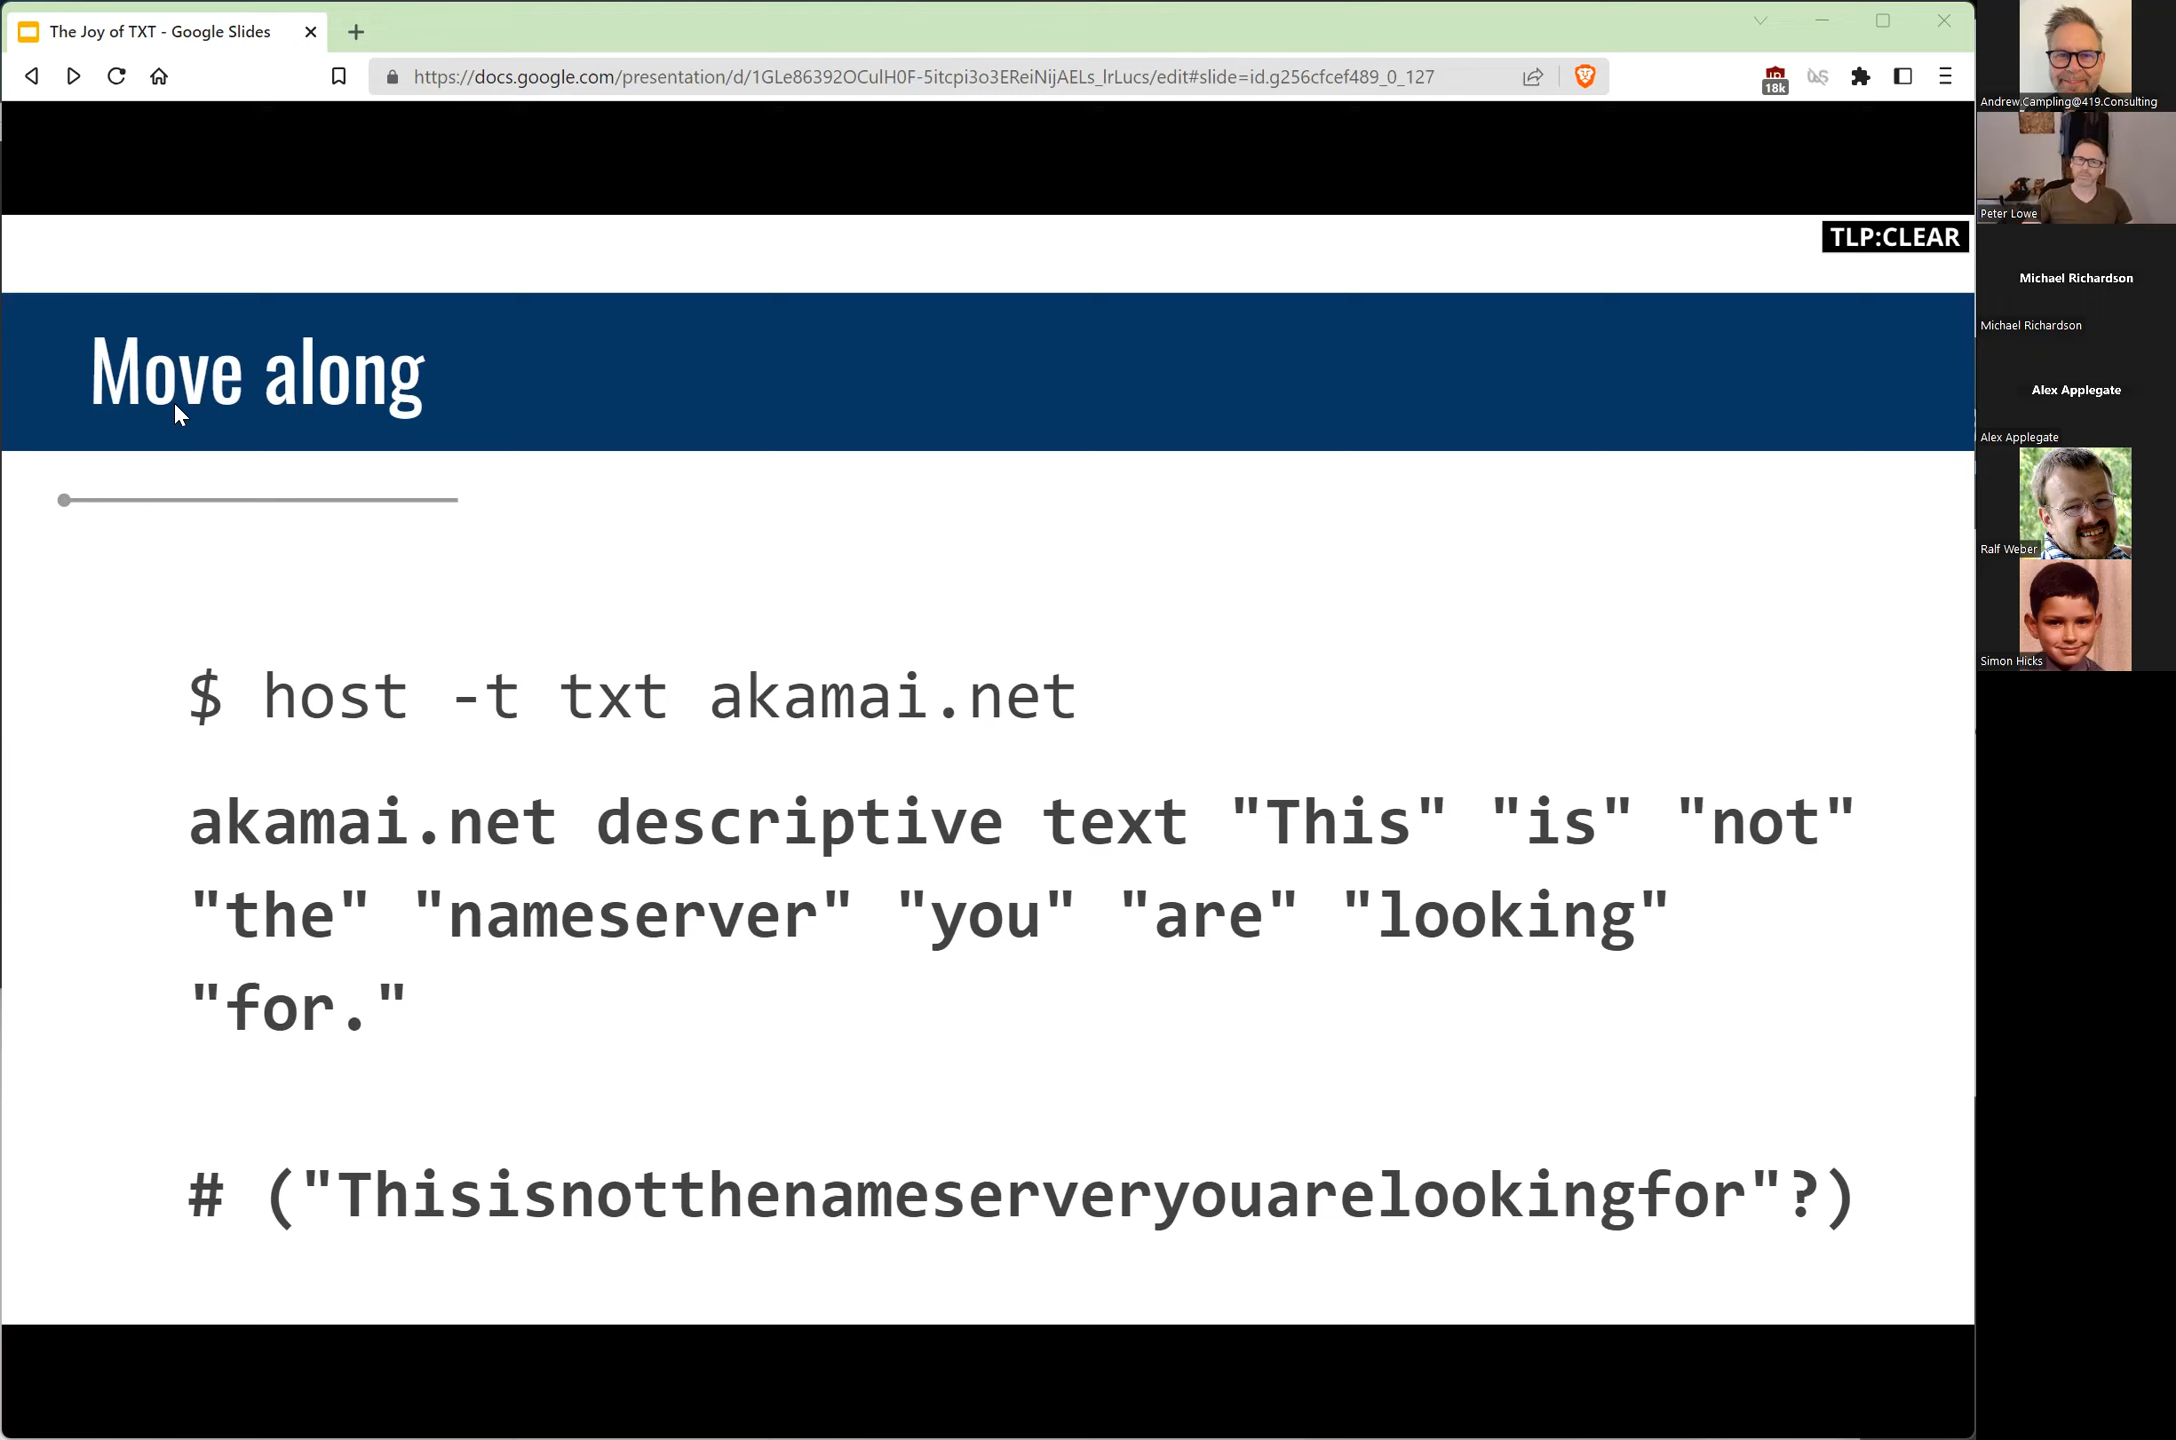 The Joy of TXT - Google Slides
https://docs.google.com/presentation/d/1GLe86392OCulH0F-5itcpi3o3EReiNijAELs_lrLucs/edit#slide=id.g256cfcef489_0_127
18k
TLP:CLEAR
Move along
$ host -t txt akamai.net
akamai.net descriptive text "This" "is" "not"
"the" "nameserver" "you" "are" "looking"
"for."
# ("Thisisnotthenameserveryouarelookingfor"?)
Andrew.Campling@419.Consulting
Peter Lowe
Michael Richardson
Michael Richardson
Alex Applegate
Alex Applegate
Ralf Weber
Simon Hicks